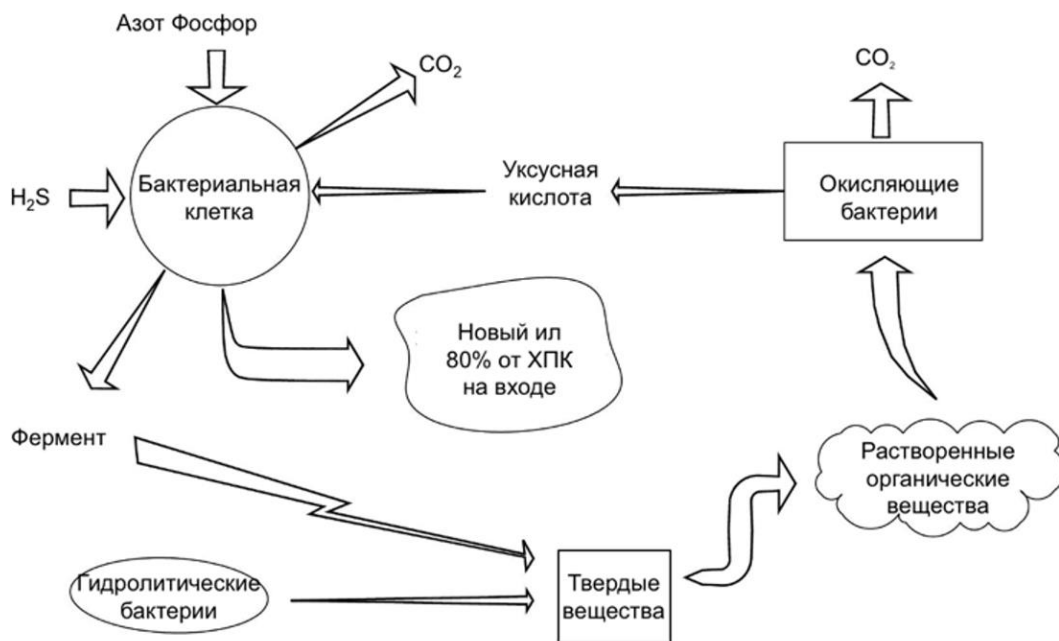 Азот Фосфор
CO₂
CO₂
H₂S
Бактериальная
клетка
Уксусная
кислота
Окисляющие
бактерии
Новый ил
80% от ХПК
на входе
Фермент
Растворенные
органические
вещества
Гидролитические
бактерии
Твердые
вещества